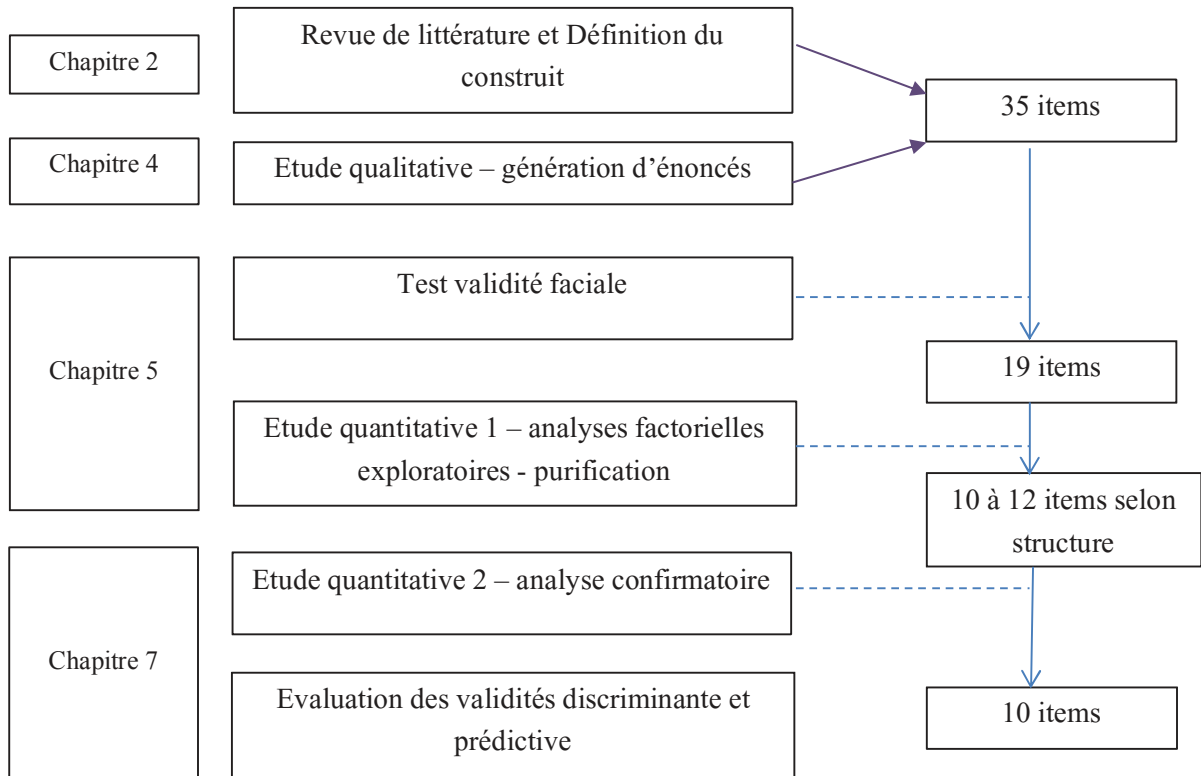 Chapitre 2
Revue de littérature et Définition du
construit
35 items
Chapitre 4
Etude qualitative – génération d’énoncés
Chapitre 5
Test validité faciale
19 items
Etude quantitative 1 – analyses factorielles
exploratoires - purification
10 à 12 items selon
structure
Chapitre 7
Etude quantitative 2 – analyse confirmatoire
Evaluation des validités discriminante et
prédictive
10 items